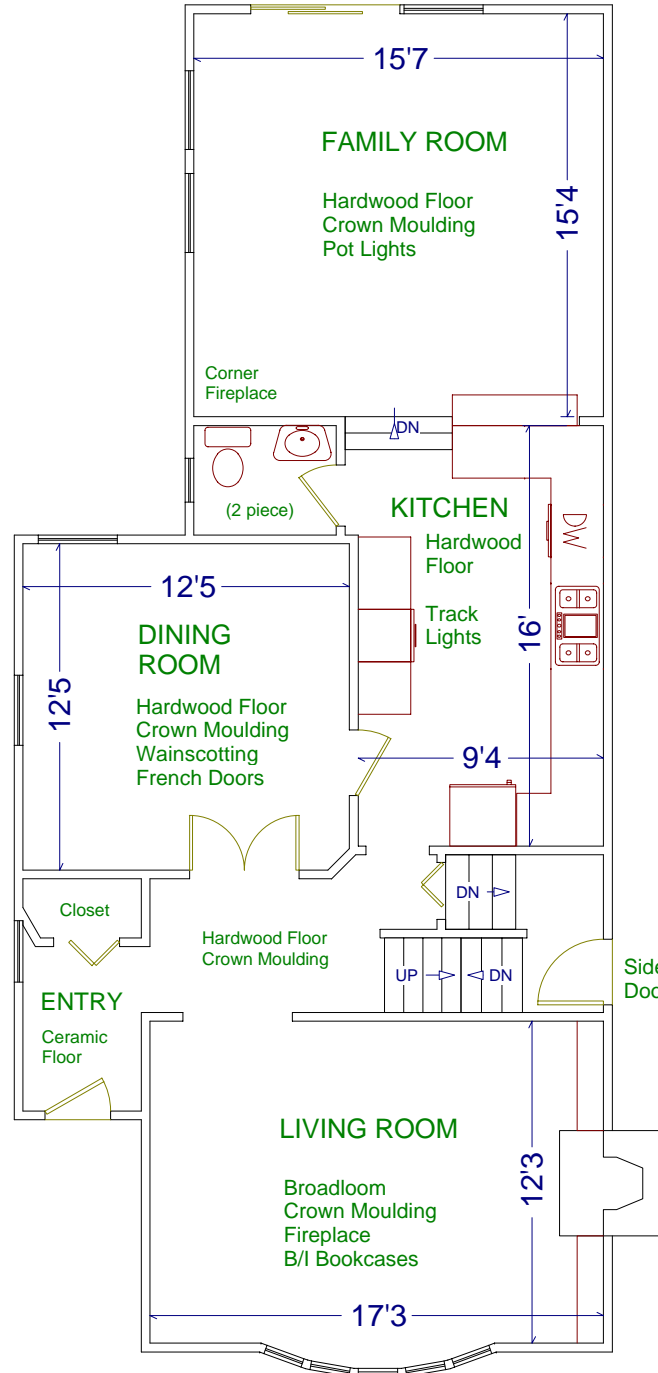 15'7
FAMILY ROOM
Hardwood Floor
Crown Moulding
Pot Lights
15'4
Corner
Fireplace
DN
(2 piece)
KITCHEN
Hardwood
Floor
DW
Track
Lights
16'
9'4
12'5
DINING
ROOM
12'5
Hardwood Floor
Crown Moulding
Wainscotting
French Doors
Closet
DN
Hardwood Floor
Crown Moulding
UP
DN
Side
Doo
ENTRY
Ceramic
Floor
LIVING ROOM
12'3
Broadloom
Crown Moulding
Fireplace
B/I Bookcases
17'3